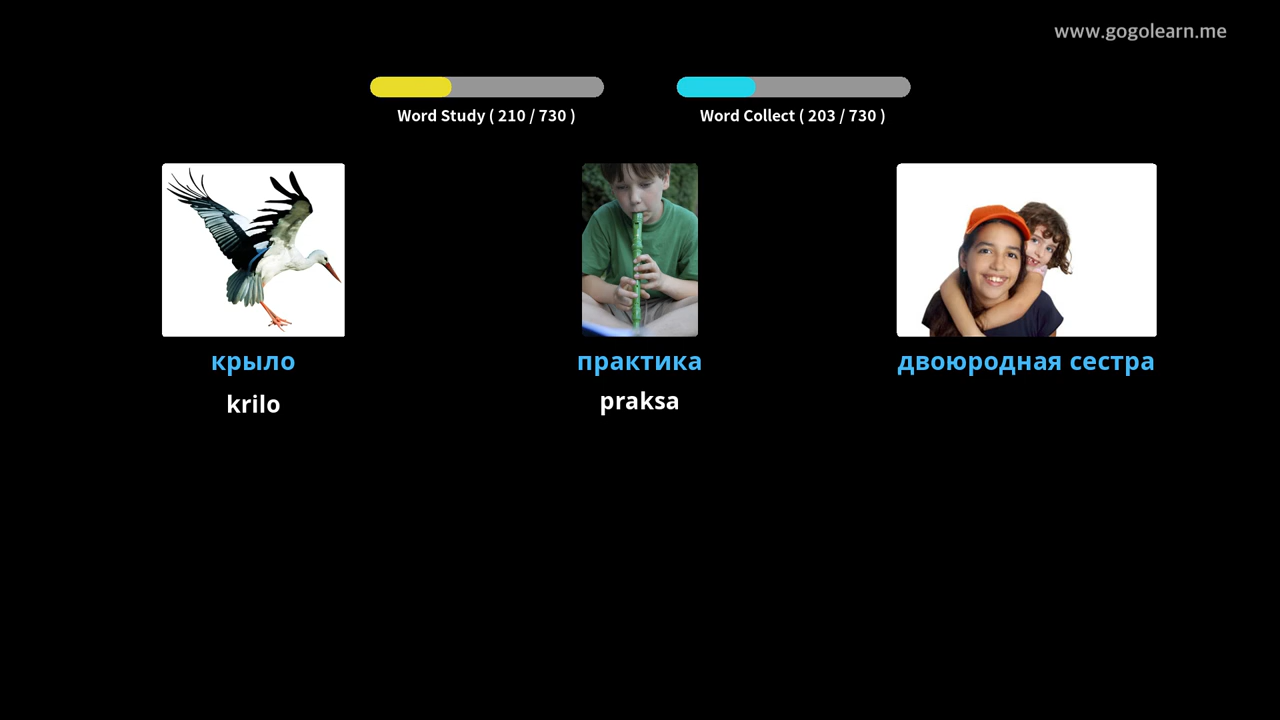 www.gogolearn.me
Word Study ( 210 / 730 )
Word Collect ( 203 / 730 )
крыло
практика
двоюродная сестра
krilo
praksa